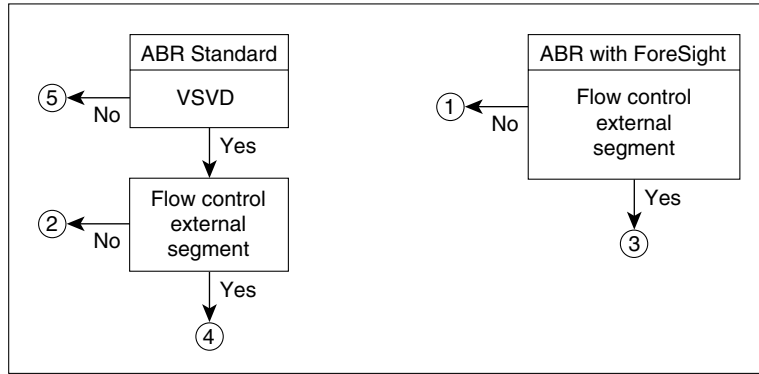 ABR Standard
VSVD
5
No
Yes
Flow control
external
segment
2
No
Yes
4
ABR with ForeSight
Flow control
external
segment
1
No
Yes
3